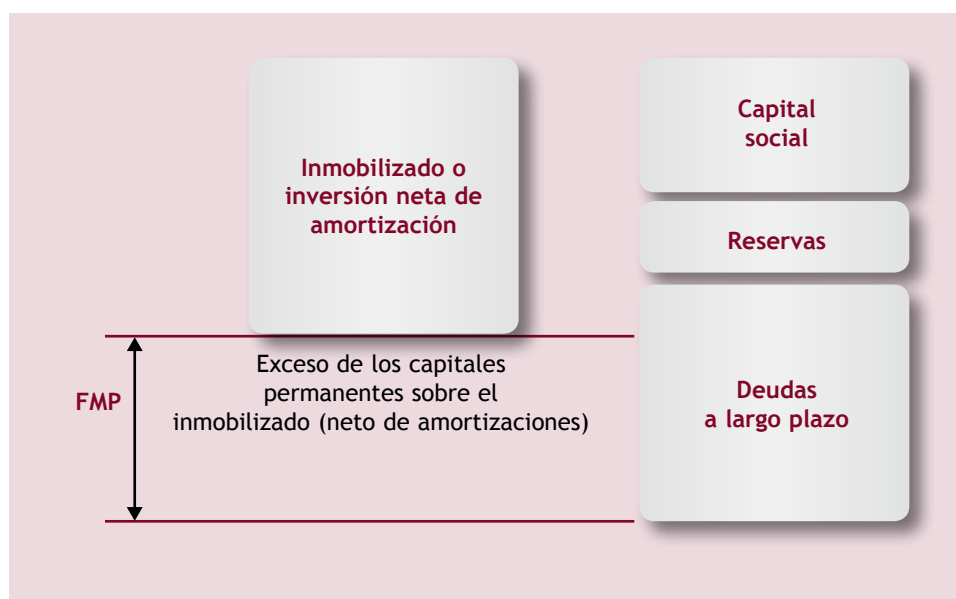 Inmobilizado o
inversión neta de
amortización
Capital
social
Reservas
FMP
Exceso de los capitales
permanentes sobre el
inmobilizado (neto de amortizaciones)
Deudas
a largo plazo